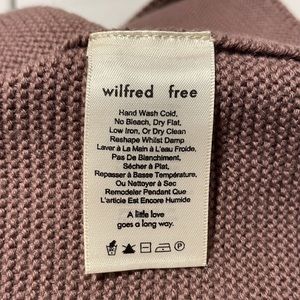 wilfred free
Hand Wash Cold,
No Bleach, Dry Flat,
Low Iron, Or Dry Clean
Reshape Whilst Damp
Laver à La Main à L'eau Froide.
Pas De Blanchiment,
Sécher à Plat,
Repasser à Basse Température,
Ou Nettoyer à Sec
Remodeler Pendant Que
L'article Est Encore Humide
A little love
goes a long way.
P